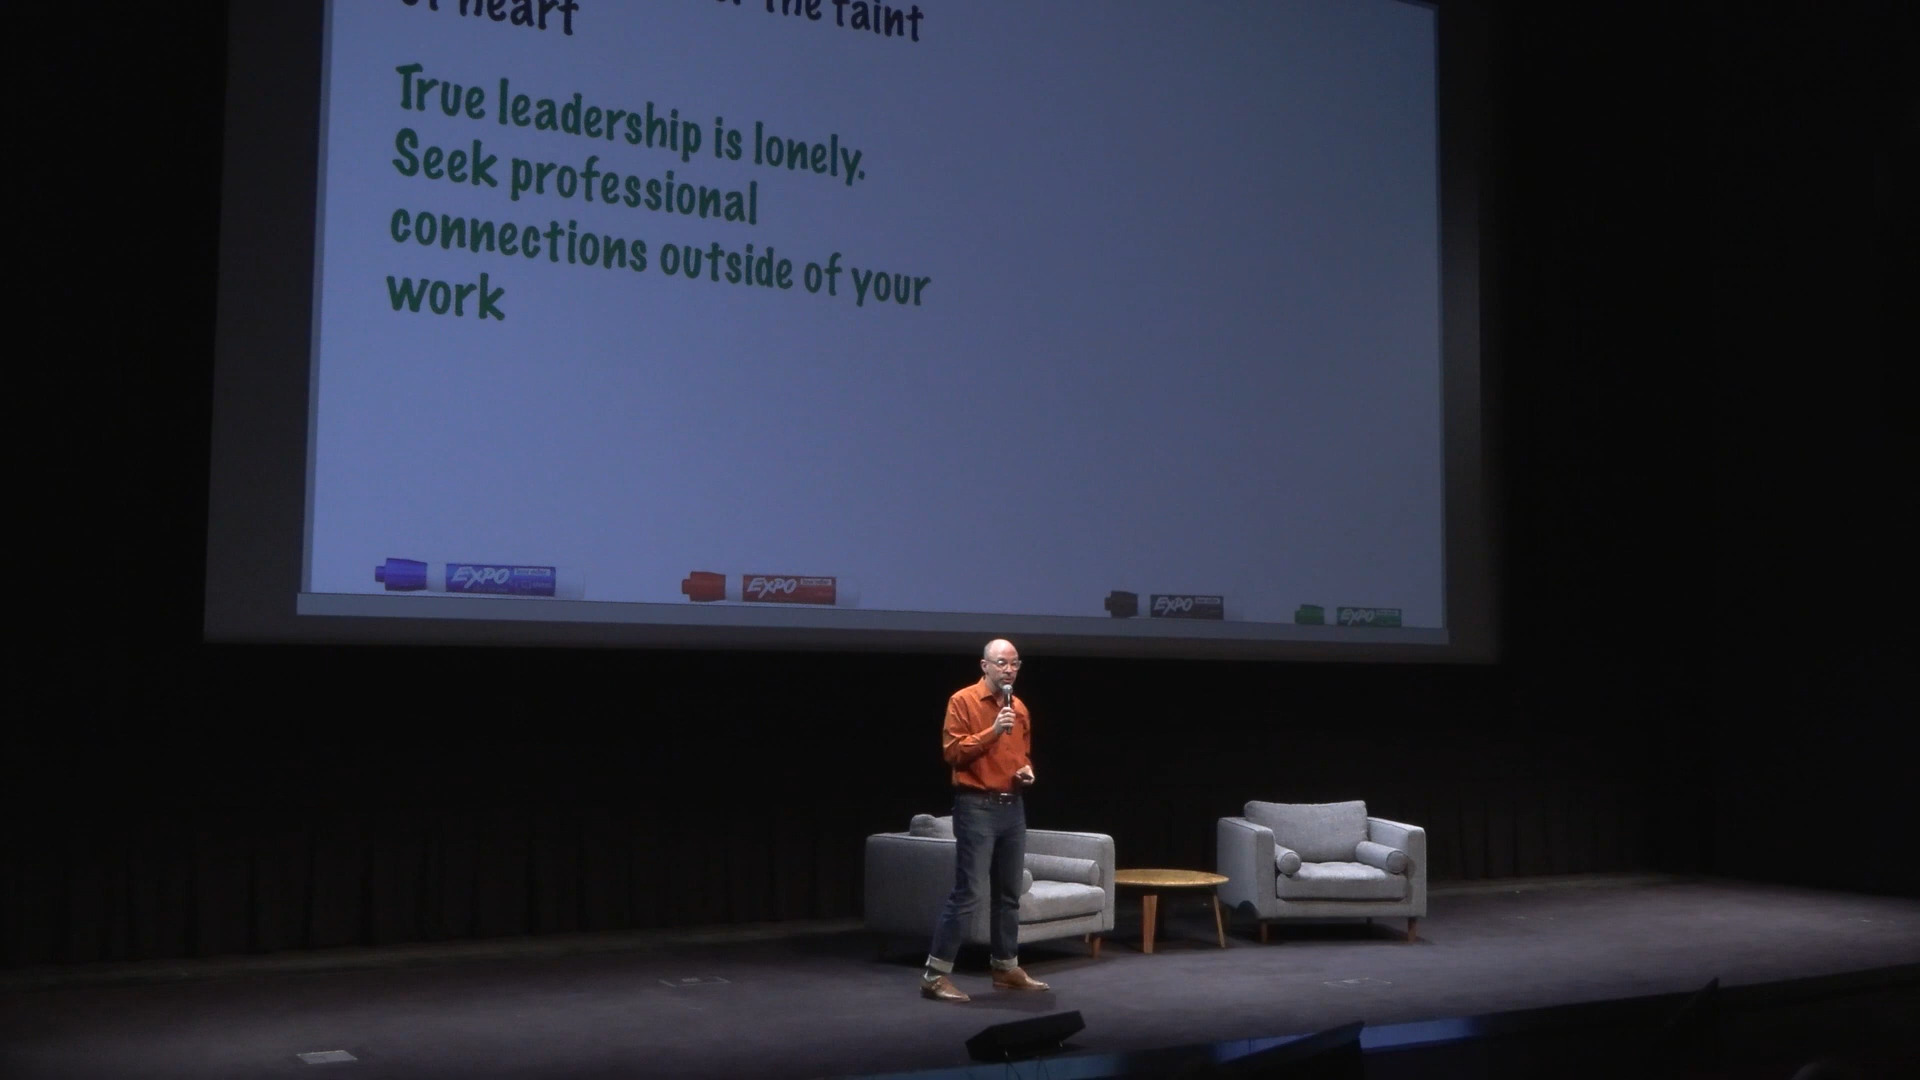 the faint
of heart
True leadership is lonely.
Seek professional
connections outside of your
work
EXPO
EXPO
EXPO
EXPO